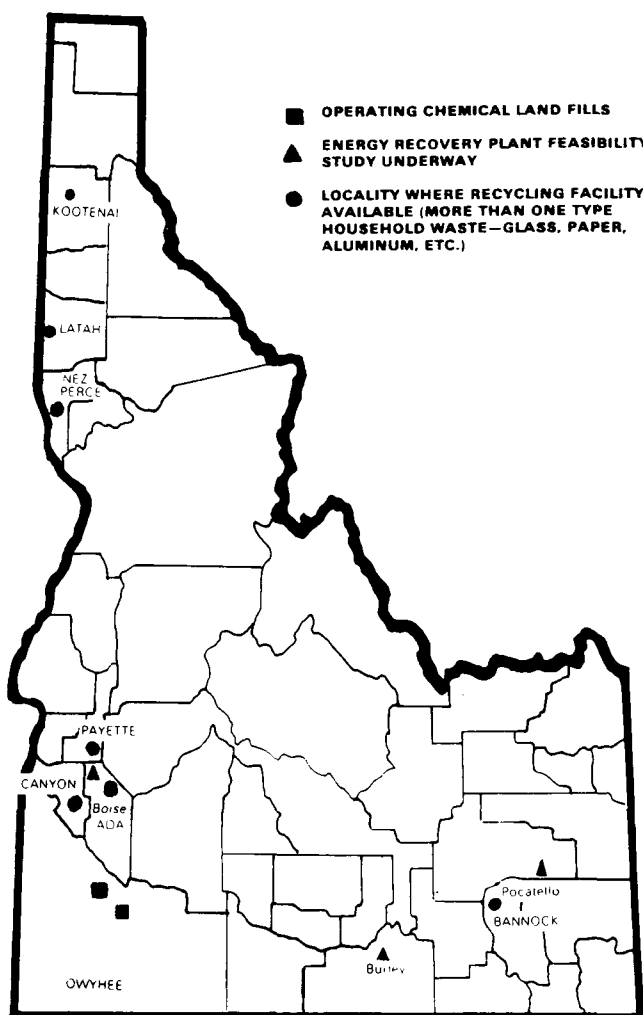 OPERATING CHEMICAL LAND FILLS
ENERGY RECOVERY PLANT FEASIBILITY
STUDY UNDERWAY
LOCALITY WHERE RECYCLING FACILITY
AVAILABLE (MORE THAN ONE TYPE
HOUSEHOLD WASTE—GLASS, PAPER,
ALUMINUM, ETC.)
KOOTENAI
LATAH
NEZ
PERCE
PAYETTE
CANYON
Boise
ADA
Pocatello
BANNOCK
Burley
OWYHEE